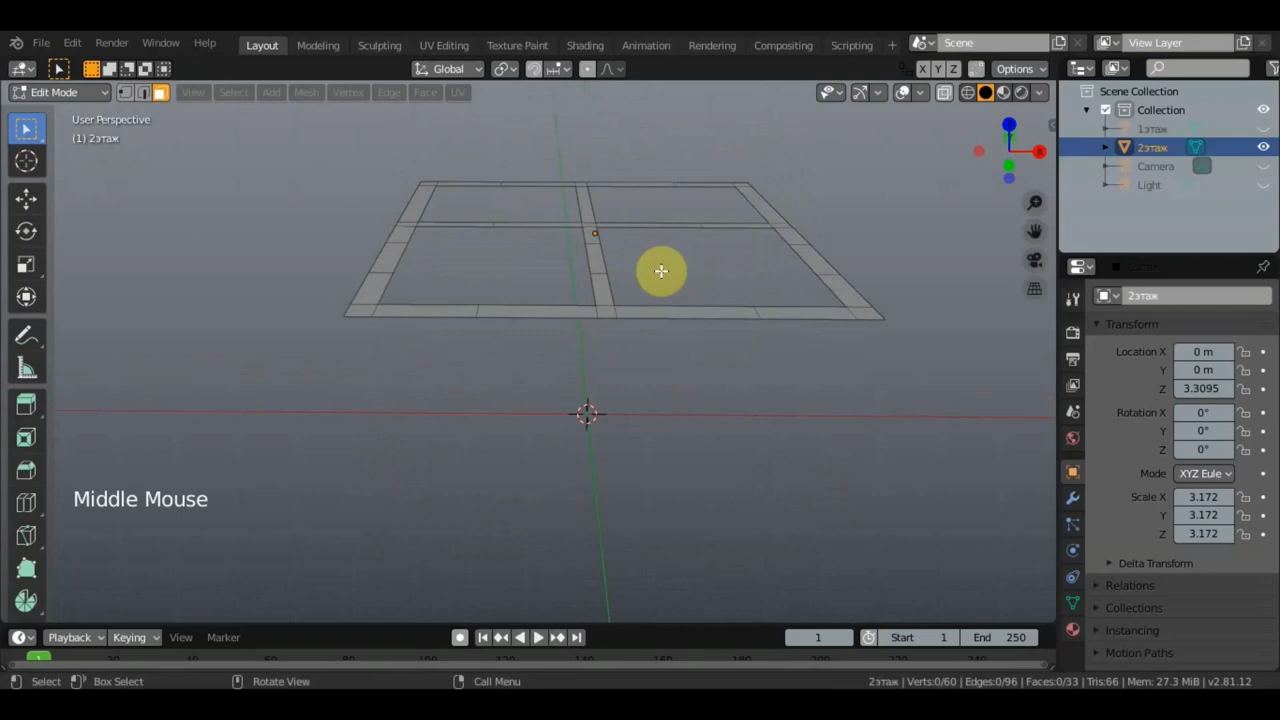 File Edit Render Window Help Layout Modeling Sculpting UV Editing Texture Paint Shading Animation Rendering Compositing Scripting + Scene View Layer
Global X Y Z Options
Edit Mode View Select Add Mesh Vertex Edge Face UV
User Perspective
(1) 2этаж
Z
X
Scene Collection
Collection
1этаж
2этаж
Camera
Light
2этаж
Transform
Location X 0 m
Y 0 m
Z 3.3095
Rotation X 0°
Y 0°
Z 0°
Mode XYZ Eule
Scale X 3.172
Y 3.172
Z 3.172
Delta Transform
Relations
Collections
Instancing
Motion Paths
Middle Mouse
Playback Keying View Marker 1 Start 1 End 250
1
Select Box Select Rotate View Call Menu 2этаж | Verts:0/60 | Edges:0/96 | Faces:0/33 | Tris:66 | Mem: 27.3 MiB | v2.81.12